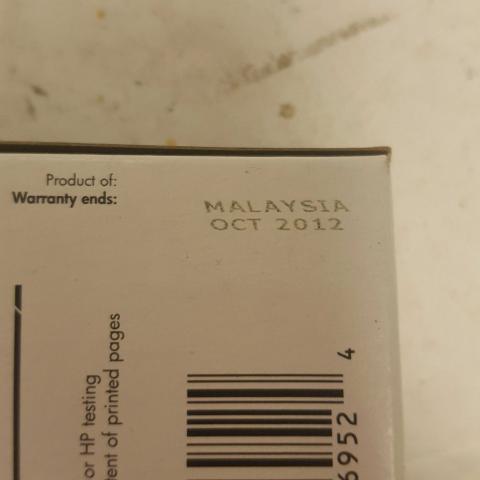 Product of:
Warranty ends:
MALAYSIA
OCT 2012
or HP testing
ent of printed pages
6952
4